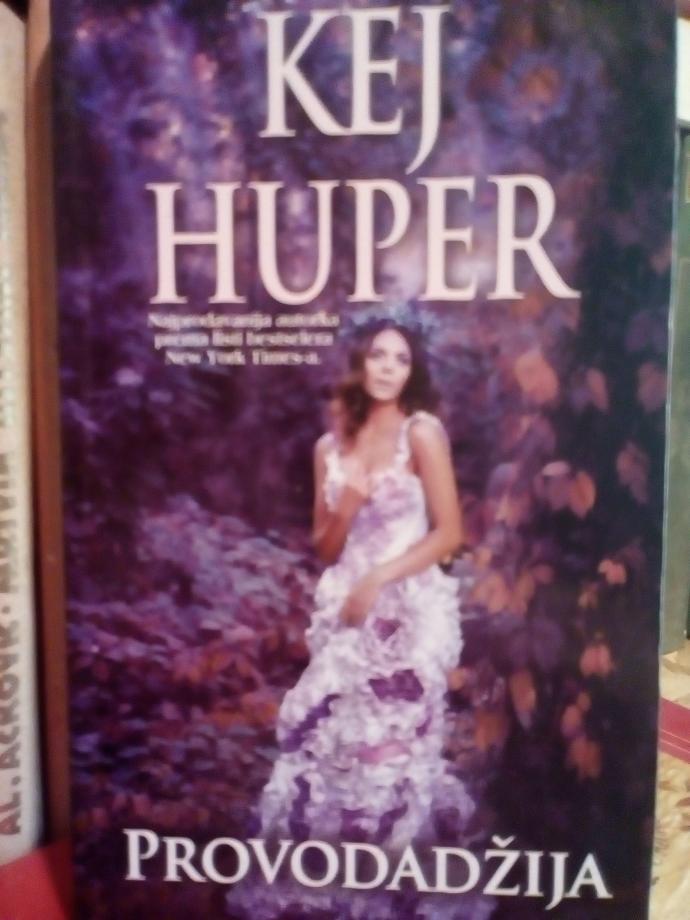 KEJ
HUPER
Najprodavanija autorka
prema listi bestselera
New York Times-a.
PROVODADŽIJA